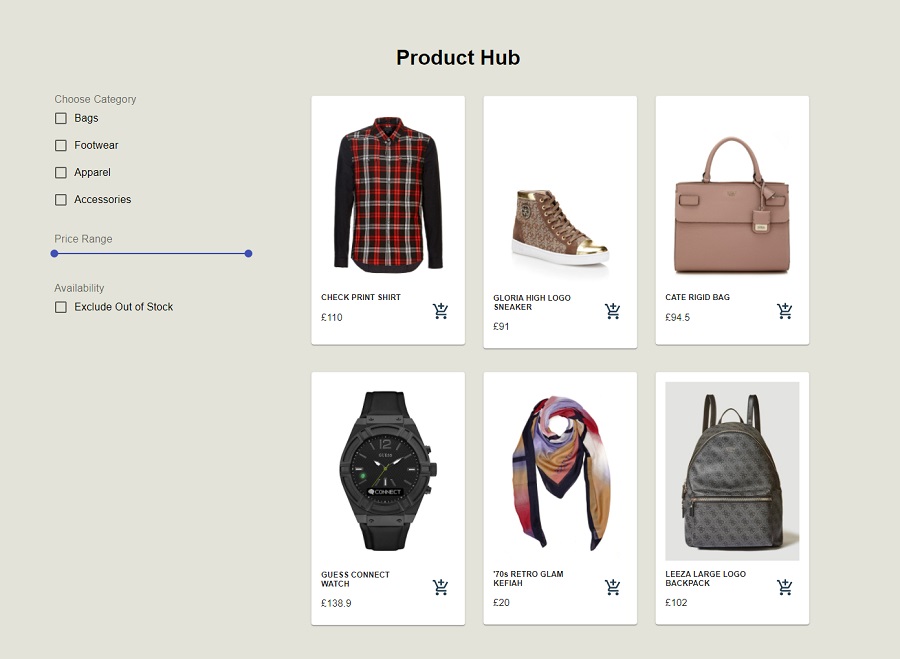 Product Hub
Choose Category
Bags
Footwear
Apparel
Accessories
Price Range
Availability
Exclude Out of Stock
CHECK PRINT SHIRT
£110
GLORIA HIGH LOGO
SNEAKER
£91
CATE RIGID BAG
£94.5
12
CONNECT
GUESS CONNECT
WATCH
£138.9
'70s RETRO GLAM
KEFIAH
£20
LEEZA LARGE LOGO
BACKPACK
£102